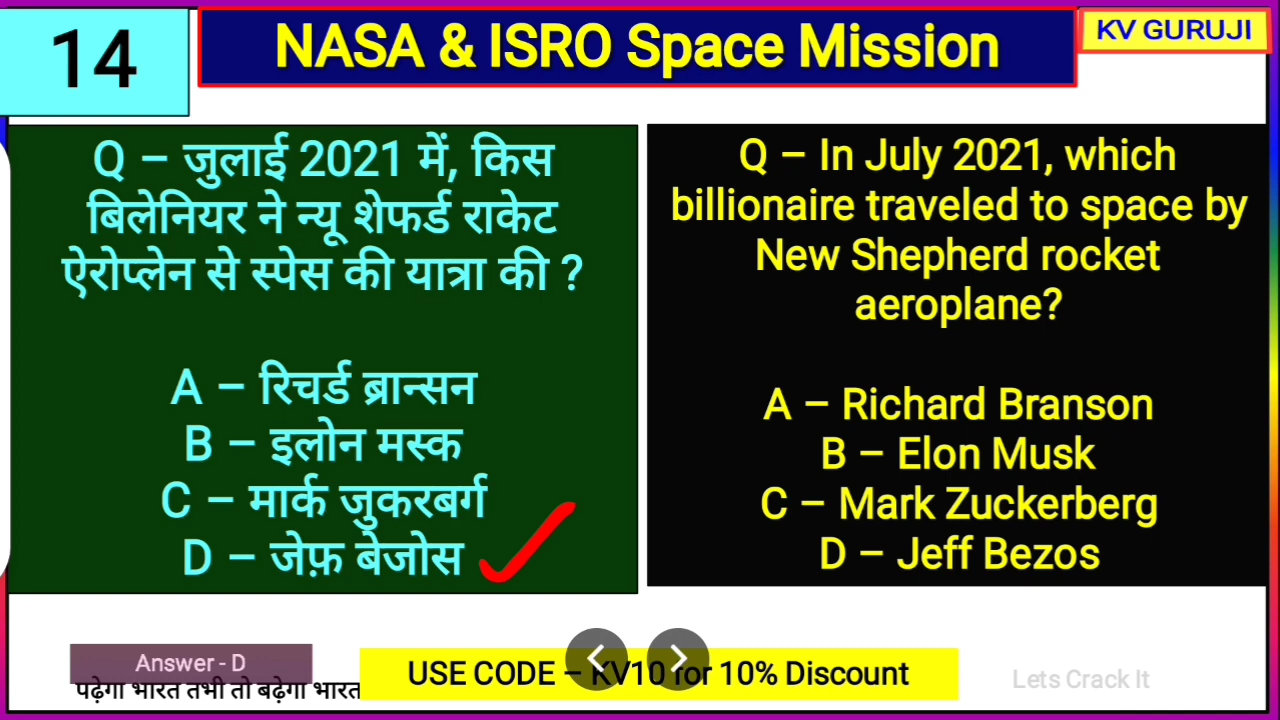 14
NASA & ISRO Space Mission
KV GURUJI
Q – जुलाई 2021 में, किस
बिलेनियर ने न्यू शेफर्ड राकेट
ऐरोप्लेन से स्पेस की यात्रा की ?
A – रिचर्ड ब्रान्सन
B – इलोन मस्क
C – मार्क जुकरबर्ग
D – जेफ़ बेजोस
Q – In July 2021, which
billionaire traveled to space by
New Shepherd rocket
aeroplane?
A – Richard Branson
B – Elon Musk
C – Mark Zuckerberg
D – Jeff Bezos
Answer - D
पढ़ेगा भारत तभी तो बढ़ेगा भारत
USE CODE – KV10 for 10% Discount
Lets Crack It